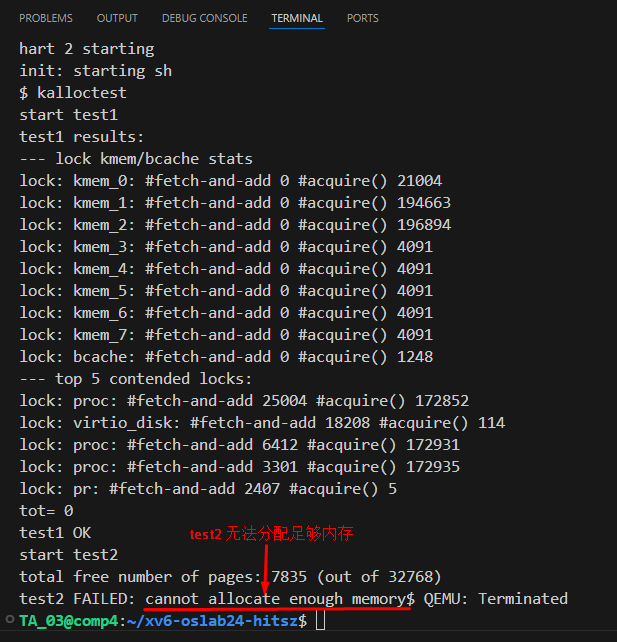 PROBLEMS OUTPUT DEBUG CONSOLE TERMINAL PORTS
hart 2 starting
init: starting sh
$ kalloctest
start test1
test1 results:
--- lock kmem/bcache stats
lock: kmem_0: #fetch-and-add 0 #acquire() 21004
lock: kmem_1: #fetch-and-add 0 #acquire() 194663
lock: kmem_2: #fetch-and-add 0 #acquire() 196894
lock: kmem_3: #fetch-and-add 0 #acquire() 4091
lock: kmem_4: #fetch-and-add 0 #acquire() 4091
lock: kmem_5: #fetch-and-add 0 #acquire() 4091
lock: kmem_6: #fetch-and-add 0 #acquire() 4091
lock: kmem_7: #fetch-and-add 0 #acquire() 4091
lock: bcache: #fetch-and-add 0 #acquire() 1248
--- top 5 contended locks:
lock: proc: #fetch-and-add 25004 #acquire() 172852
lock: virtio_disk: #fetch-and-add 18208 #acquire() 114
lock: proc: #fetch-and-add 6412 #acquire() 172931
lock: proc: #fetch-and-add 3301 #acquire() 172935
lock: pr: #fetch-and-add 2407 #acquire() 5
tot= 0
test1 OK
test2 无法分配足够内存
start test2
total free number of pages: 7835 (out of 32768)
test2 FAILED: cannot allocate enough memory$ QEMU: Terminated
TA_03@comp4:~/xv6-oslab24-hitsz$